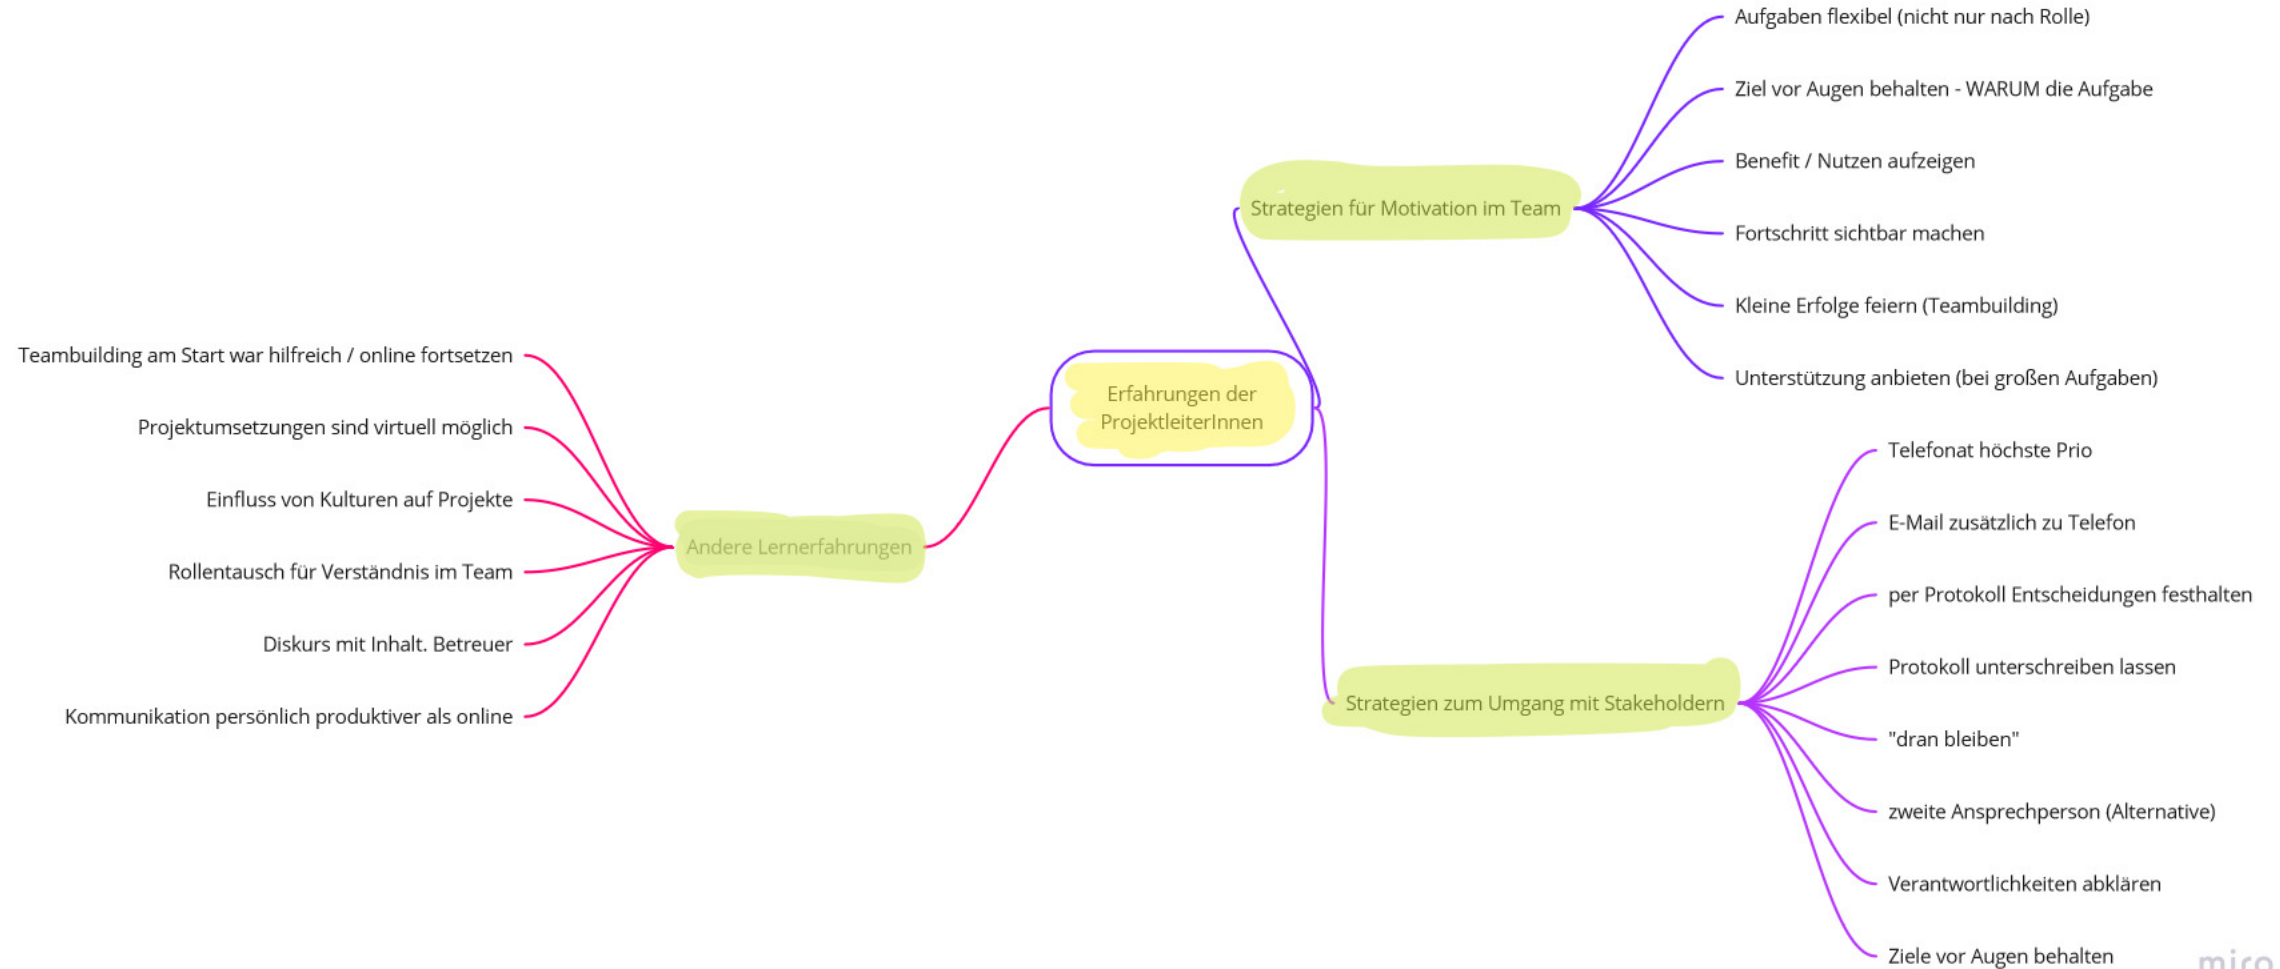 Aufgaben flexibel (nicht nur nach Rolle)
Ziel vor Augen behalten - WARUM die Aufgabe
Benefit / Nutzen aufzeigen
Strategien für Motivation im Team
Fortschritt sichtbar machen
Kleine Erfolge feiern (Teambuilding)
Unterstützung anbieten (bei großen Aufgaben)
Erfahrungen der
ProjektleiterInnen
Teambuilding am Start war hilfreich / online fortsetzen
Projektumsetzungen sind virtuell möglich
Einfluss von Kulturen auf Projekte
Andere Lernerfahrungen
Rollentausch für Verständnis im Team
Diskurs mit Inhalt. Betreuer
Kommunikation persönlich produktiver als online
Telefonat höchste Prio
E-Mail zusätzlich zu Telefon
per Protokoll Entscheidungen festhalten
Protokoll unterschreiben lassen
Strategien zum Umgang mit Stakeholdern
"dran bleiben"
zweite Ansprechperson (Alternative)
Verantwortlichkeiten abklären
Ziele vor Augen behalten
miro